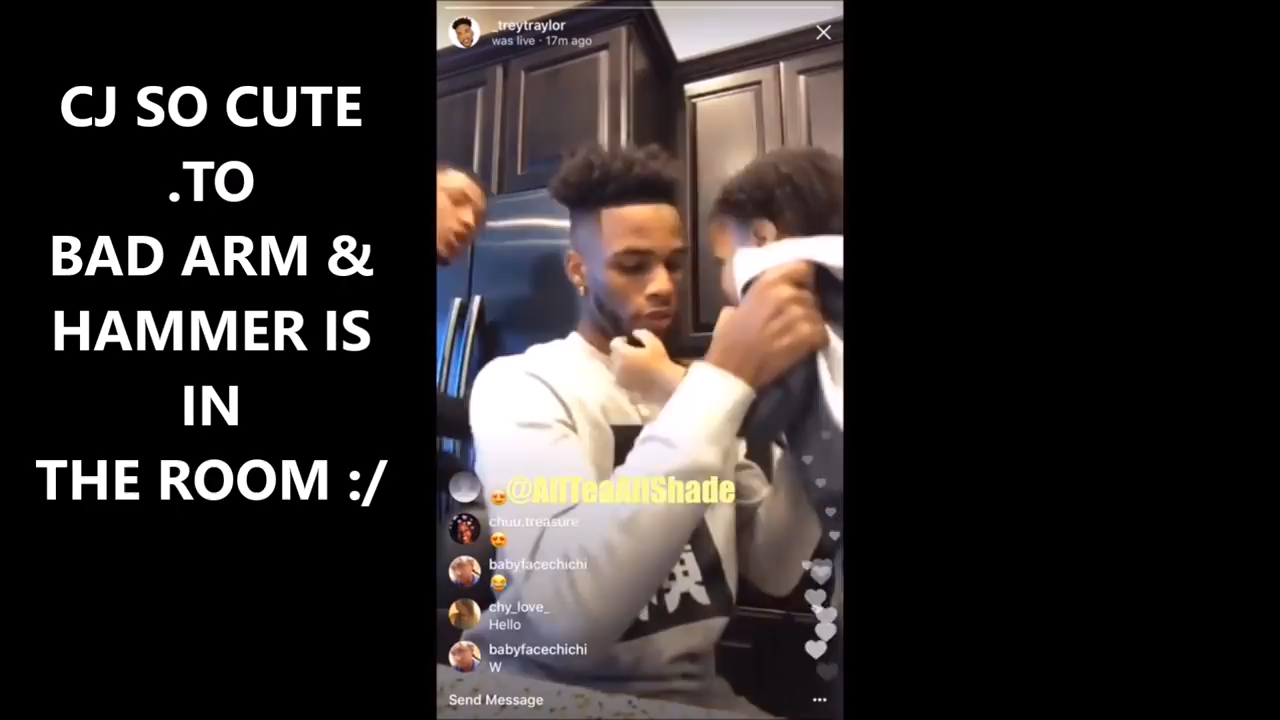 CJ SO CUTE
.TO
BAD ARM &
HAMMER IS
IN
THE ROOM :/
_treytraylor
was live · 17m ago
😍@AllTeaAllShade
chuu.treasure
😍
babyfacechichi
😂
chy_love_
Hello
babyfacechichi
W
Send Message